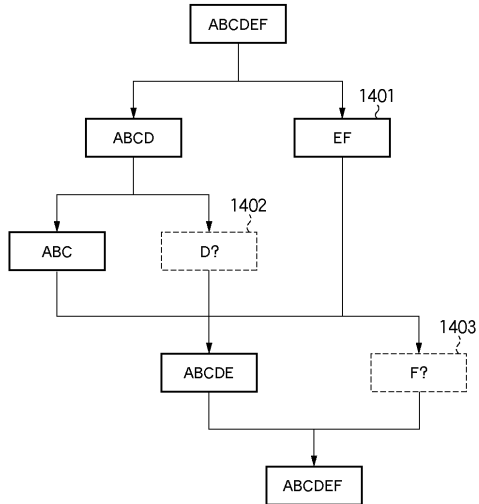 ABCDEF
1401
ABCD
EF
1402
ABC
D?
1403
ABCDE
F?
ABCDEF